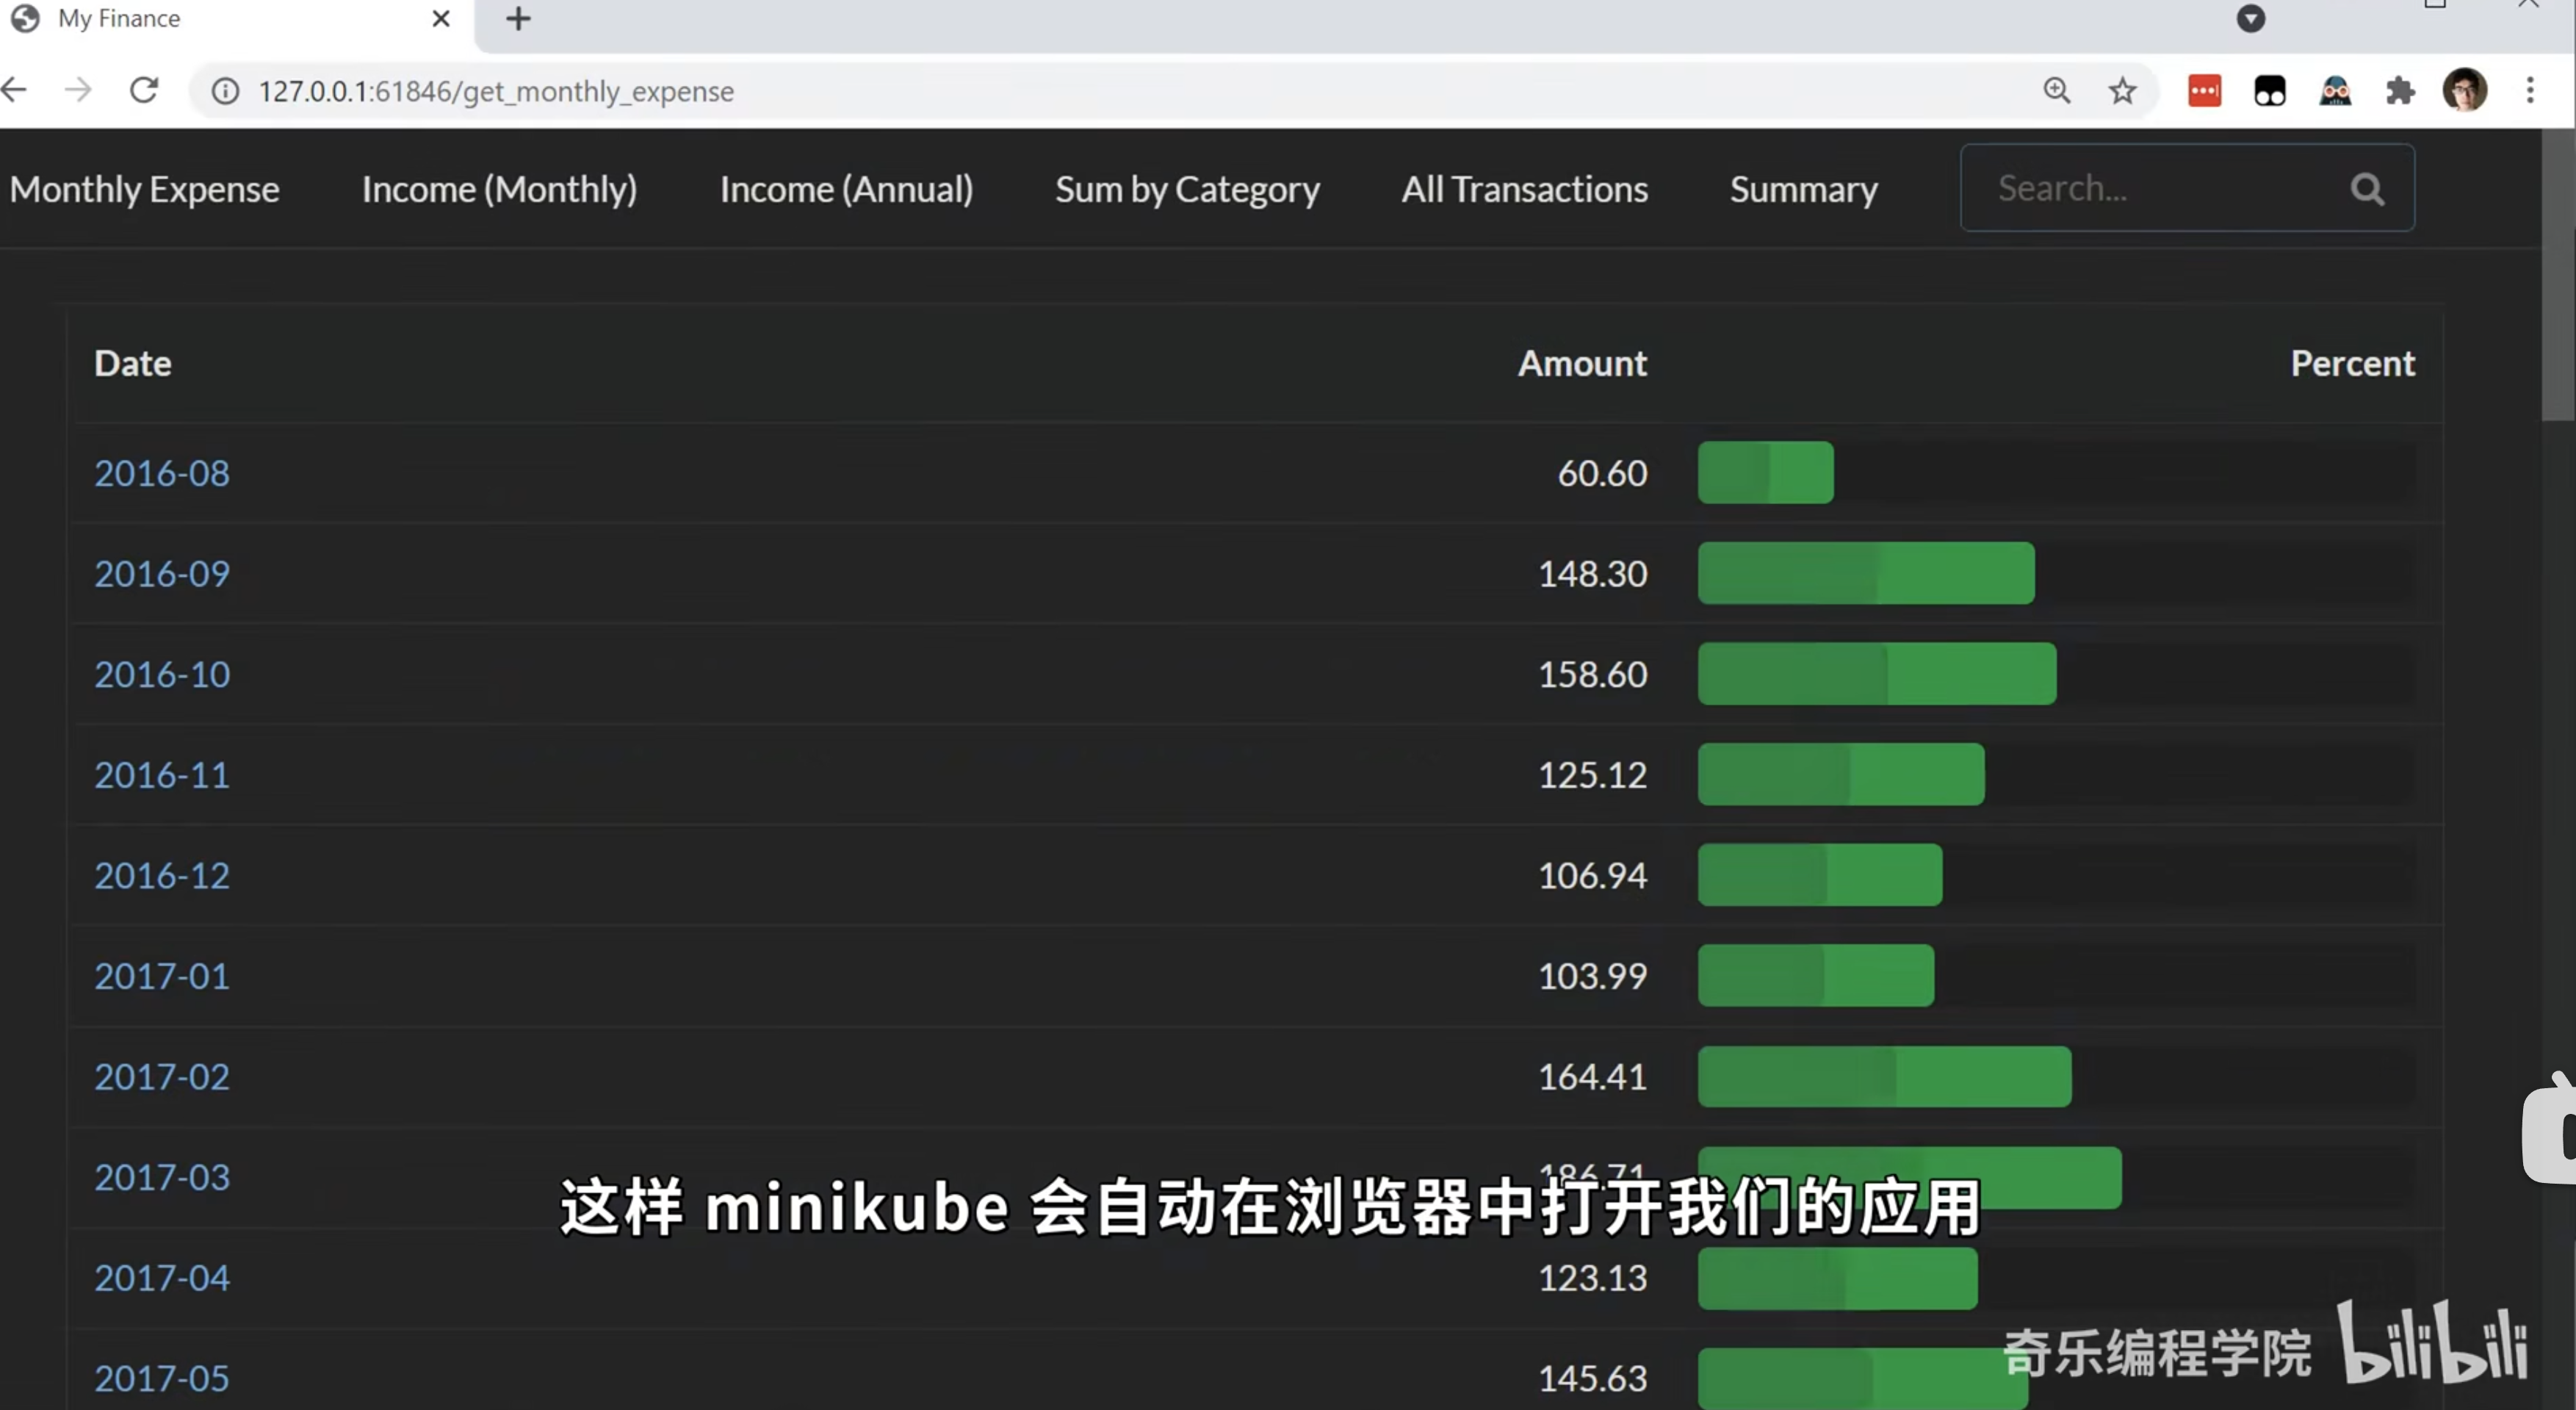 My Finance
127.0.0.1:61846/get_monthly_expense
Monthly Expense Income (Monthly) Income (Annual) Sum by Category All Transactions Summary Search...
Date Amount Percent
2016-08 60.60
2016-09 148.30
2016-10 158.60
2016-11 125.12
2016-12 106.94
2017-01 103.99
2017-02 164.41
2017-03 186.71
这样 minikube 会自动在浏览器中打开我们的应用
2017-04 123.13
奇乐编程学院 bilibili
2017-05 145.63